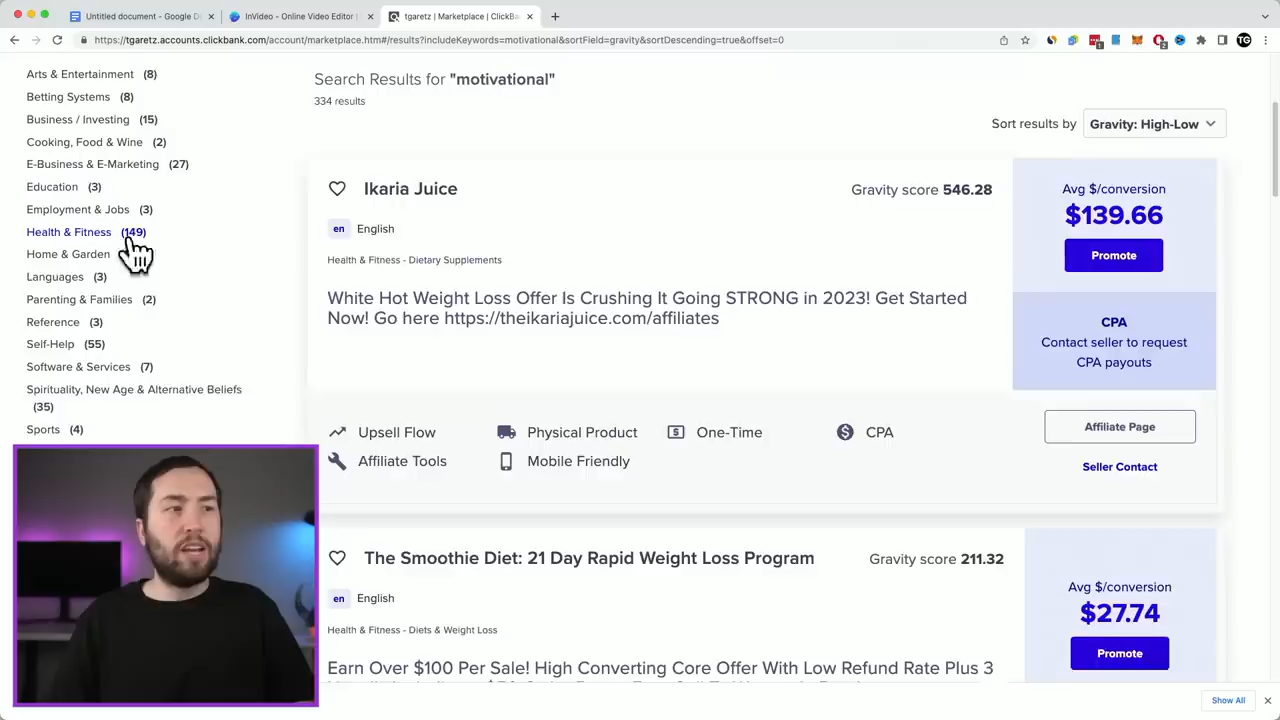 Untitled document - Google D
InVideo - Online Video Editor |
tgaretz | Marketplace | ClickBa
https://tgaretz.accounts.clickbank.com/account/marketplace.htm#/results?includeKeywords=motivational&sortField=gravity&sortDescending=true&offset=0
TG
Arts & Entertainment (8)
Betting Systems (8)
Business / Investing (15)
Cooking, Food & Wine (2)
E-Business & E-Marketing (27)
Education (3)
Employment & Jobs (3)
Health & Fitness (149)
Home & Garden
Languages (3)
Parenting & Families (2)
Reference (3)
Self-Help (55)
Software & Services (7)
Spirituality, New Age & Alternative Beliefs
(35)
Sports (4)
Search Results for "motivational"
334 results
Sort results by Gravity: High-Low
Ikaria Juice
Gravity score 546.28
en English
Health & Fitness - Dietary Supplements
White Hot Weight Loss Offer Is Crushing It Going STRONG in 2023! Get Started
Now! Go here https://theikariajuice.com/affiliates
Avg $/conversion
$139.66
Promote
CPA
Contact seller to request
CPA payouts
Upsell Flow
Physical Product
One-Time
CPA
Affiliate Tools
Mobile Friendly
Affiliate Page
Seller Contact
The Smoothie Diet: 21 Day Rapid Weight Loss Program
Gravity score 211.32
en English
Health & Fitness - Diets & Weight Loss
Earn Over $100 Per Sale! High Converting Core Offer With Low Refund Rate Plus 3
Avg $/conversion
$27.74
Promote
Show All